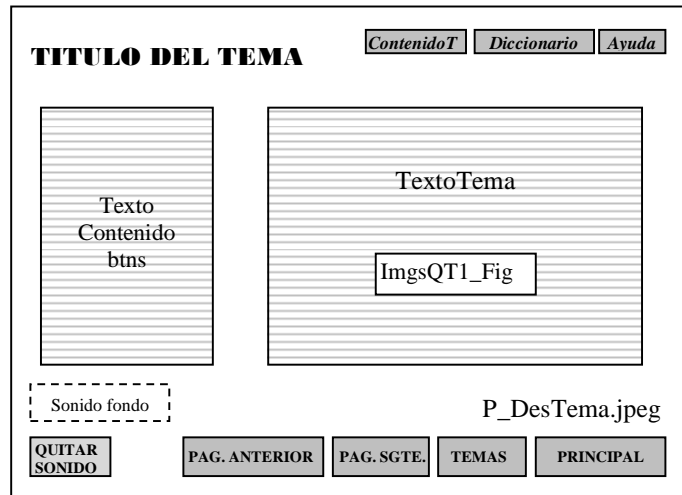 TITULO DEL TEMA
ContenidoT
Diccionario
Ayuda
Texto
Contenido
btns
TextoTema
ImgsQT1_Fig
Sonido fondo
P_DesTema.jpeg
QUITAR
SONIDO
PAG. ANTERIOR
PAG. SGTE.
TEMAS
PRINCIPAL